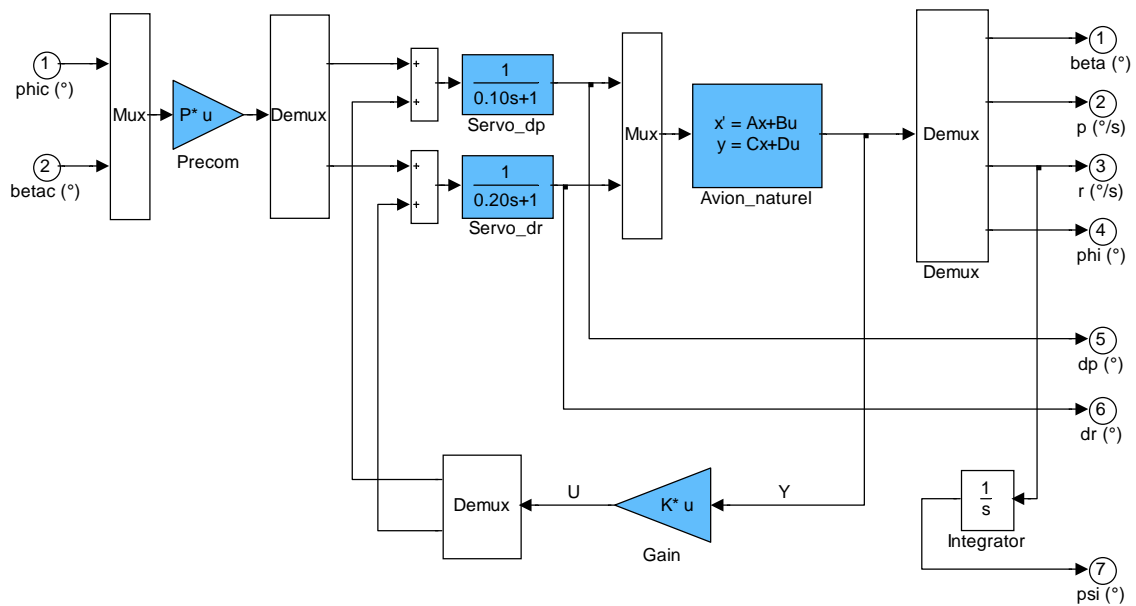 1
phic (°)
2
betac (°)
Mux
P* u
Precom
Demux
+
+
1
0.10s+1
Servo_dp
+
+
1
0.20s+1
Servo_dr
Mux
x' = Ax+Bu
y = Cx+Du
Avion_naturel
Demux
Demux
1
beta (°)
2
p (°/s)
3
r (°/s)
4
phi (°)
5
dp (°)
6
dr (°)
Demux
U
K* u
Gain
Y
1
s
Integrator
7
psi (°)